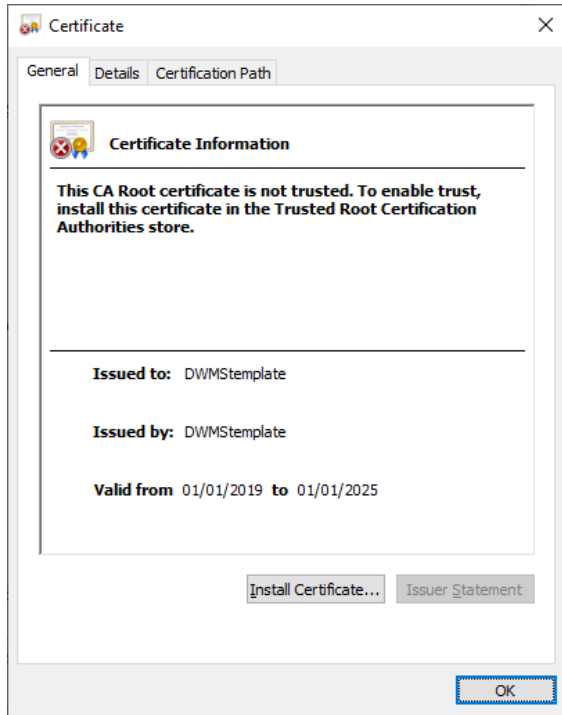 Certificate
General Details Certification Path
Certificate Information
This CA Root certificate is not trusted. To enable trust,
install this certificate in the Trusted Root Certification
Authorities store.
Issued to: DWMStemplate
Issued by: DWMStemplate
Valid from 01/01/2019 to 01/01/2025
Install Certificate... Issuer Statement
OK